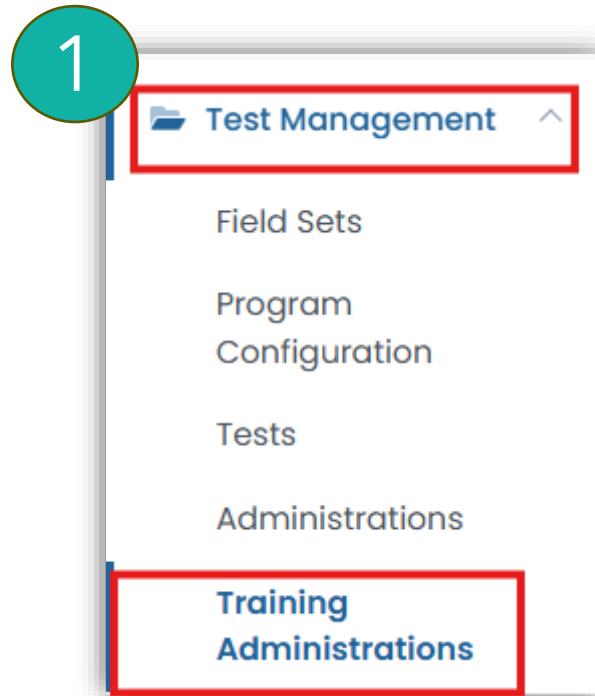 1
Test Management
Field Sets
Program
Configuration
Tests
Administrations
Training
Administrations